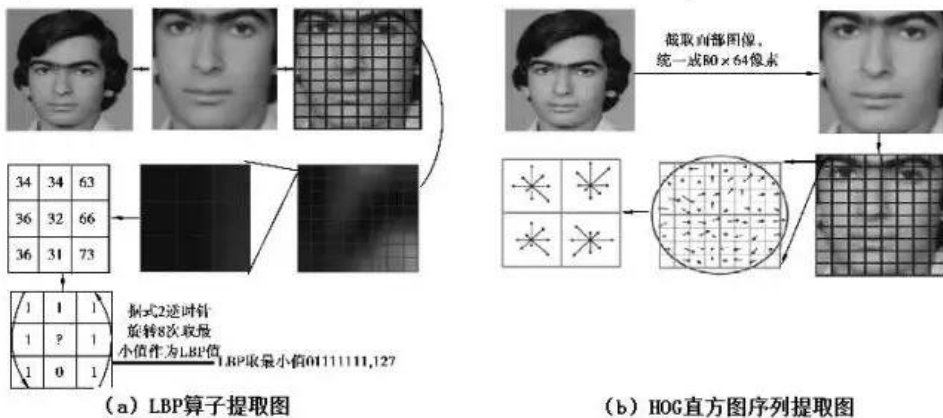 截取面部图像，
统一成80×64像素
34 34 63
36 32 66
36 31 73
1 1 1
1 ? 1
1 0 1
据式2逆时针
旋转8次取最
小值作为LBP值
LBP取最小值01111111,127
(a) LBP算子提取图
(b) HOG直方图序列提取图